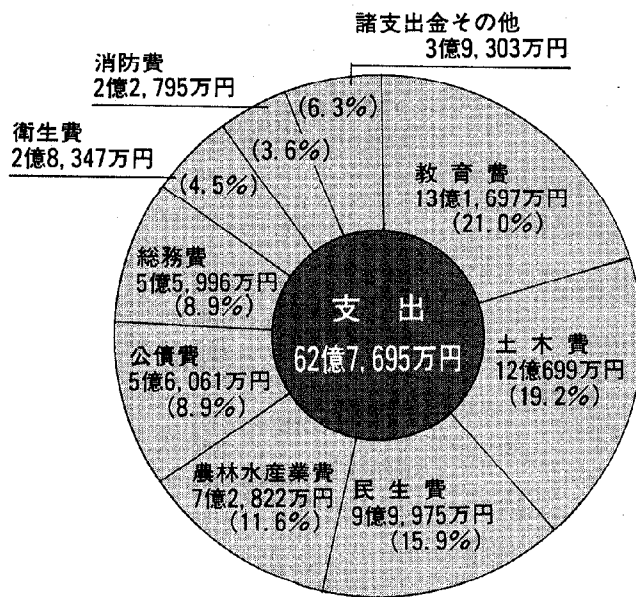 諸支出金その他
3億9,303万円
(6.3%)
消防費
2億2,795万円
(3.6%)
衛生費
2億8,347万円
(4.5%)
総務費
5億5,996万円
(8.9%)
公債費
5億6,061万円
(8.9%)
農林水産業費
7億2,822万円
(11.6%)
民生費
9億9,975万円
(15.9%)
土木費
12億699万円
(19.2%)
教育費
13億1,697万円
(21.0%)
支出
62億7,695万円